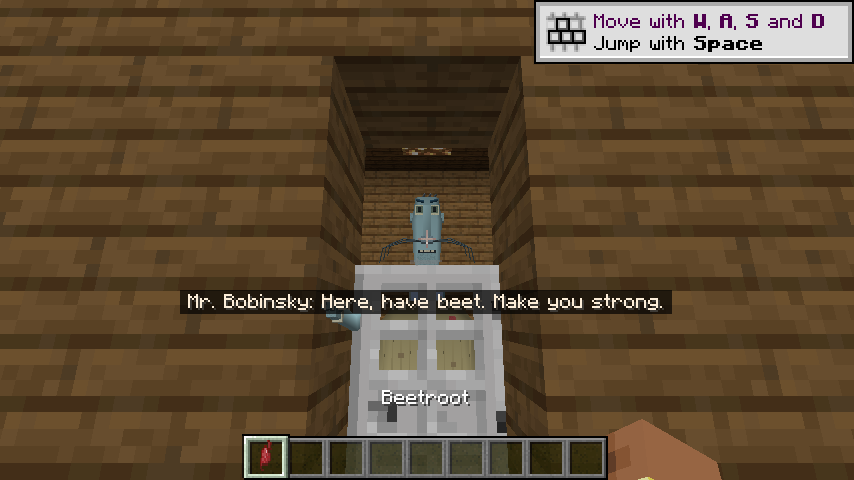 Move with W, A, S and D
Jump with Space
Mr. Bobinsky: Here, have beet. Make you strong.
Beetroot